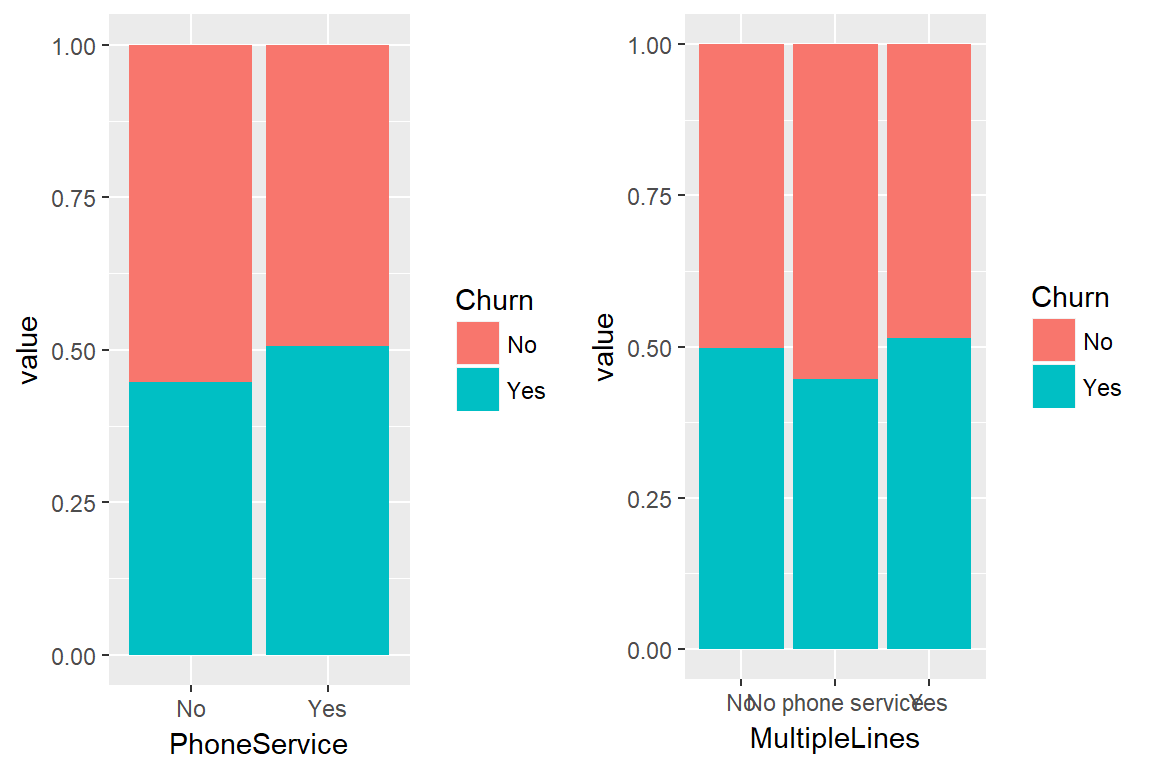 1.00
0.75
0.50
0.25
0.00
value
No
Yes
PhoneService
Churn
No
Yes
1.00
0.75
0.50
0.25
0.00
value
No
No phone service
Yes
MultipleLines
Churn
No
Yes